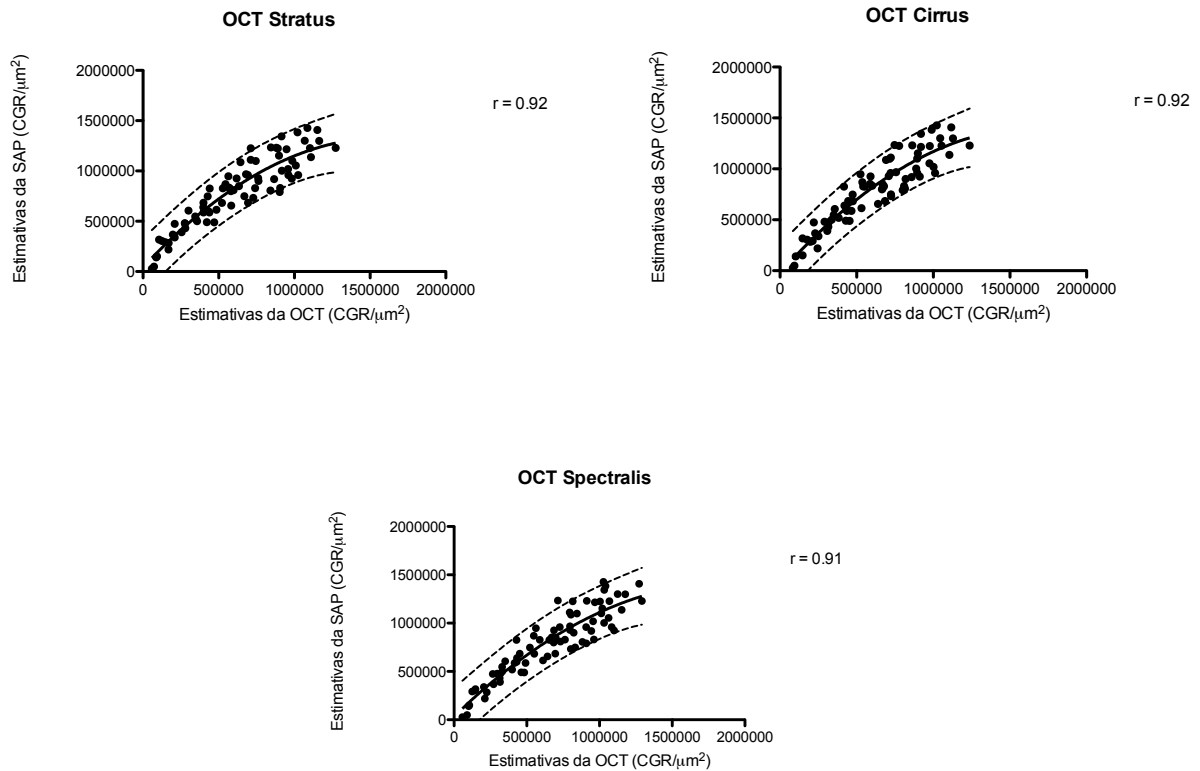 OCT Stratus
Estimativas da SAP (CGR/μm²)
2000000
1500000
1000000
500000
0
r = 0.92
0 500000 1000000 1500000 2000000
Estimativas da OCT (CGR/μm²)
OCT Cirrus
Estimativas da SAP (CGR/μm²)
2000000
1500000
1000000
500000
0
r = 0.92
0 500000 1000000 1500000 2000000
Estimativas da OCT (CGR/μm²)
OCT Spectralis
Estimativas da SAP (CGR/μm²)
2000000
1500000
1000000
500000
0
r = 0.91
0 500000 1000000 1500000 2000000
Estimativas da OCT (CGR/μm²)